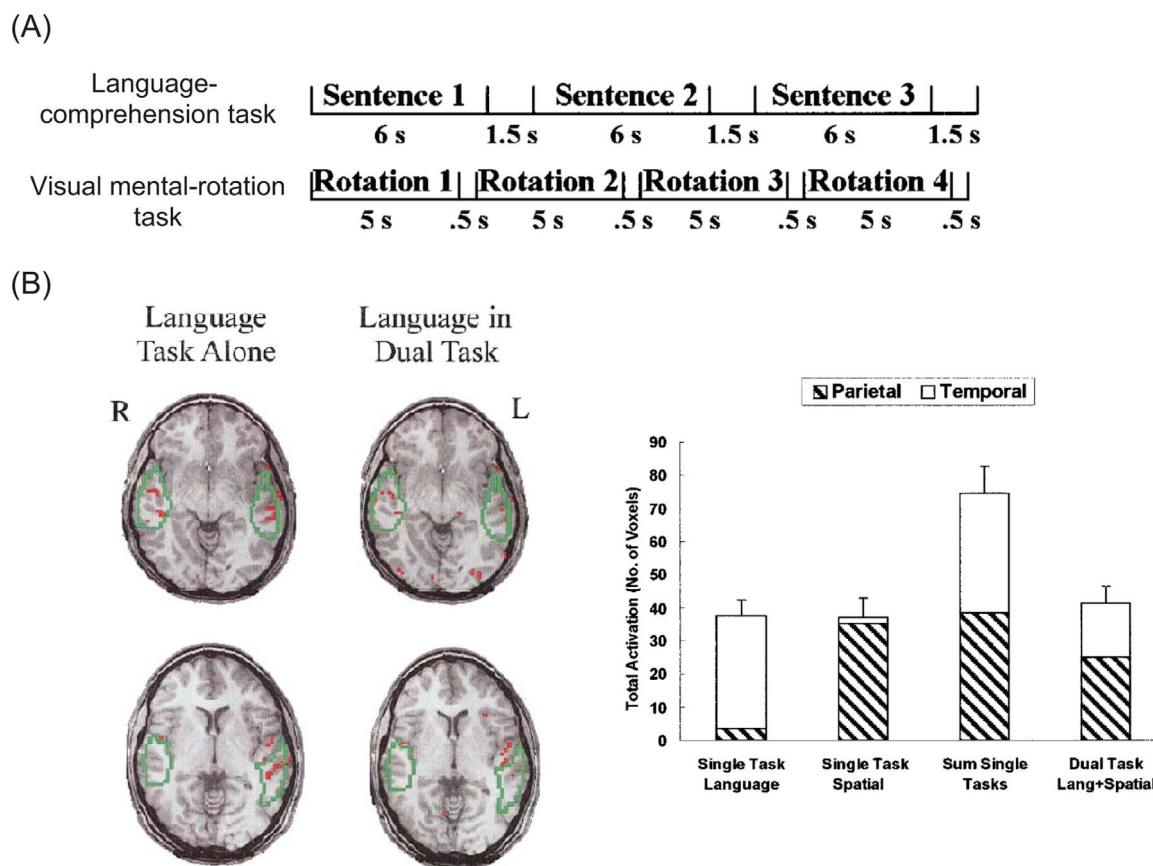 (A)
Language-
comprehension task
Sentence 1 Sentence 2 Sentence 3
6 s 1.5 s 6 s 1.5 s 6 s 1.5 s
Visual mental-rotation
task
Rotation 1 Rotation 2 Rotation 3 Rotation 4
5 s .5 s 5 s .5 s 5 s .5 s 5 s .5 s
(B)
Language
Task Alone
Language in
Dual Task
R
L
Parietal Temporal
Total Activation (No. of Voxels)
90
80
70
60
50
40
30
20
10
0
Single Task
Language
Single Task
Spatial
Sum Single
Tasks
Dual Task
Lang+Spatial